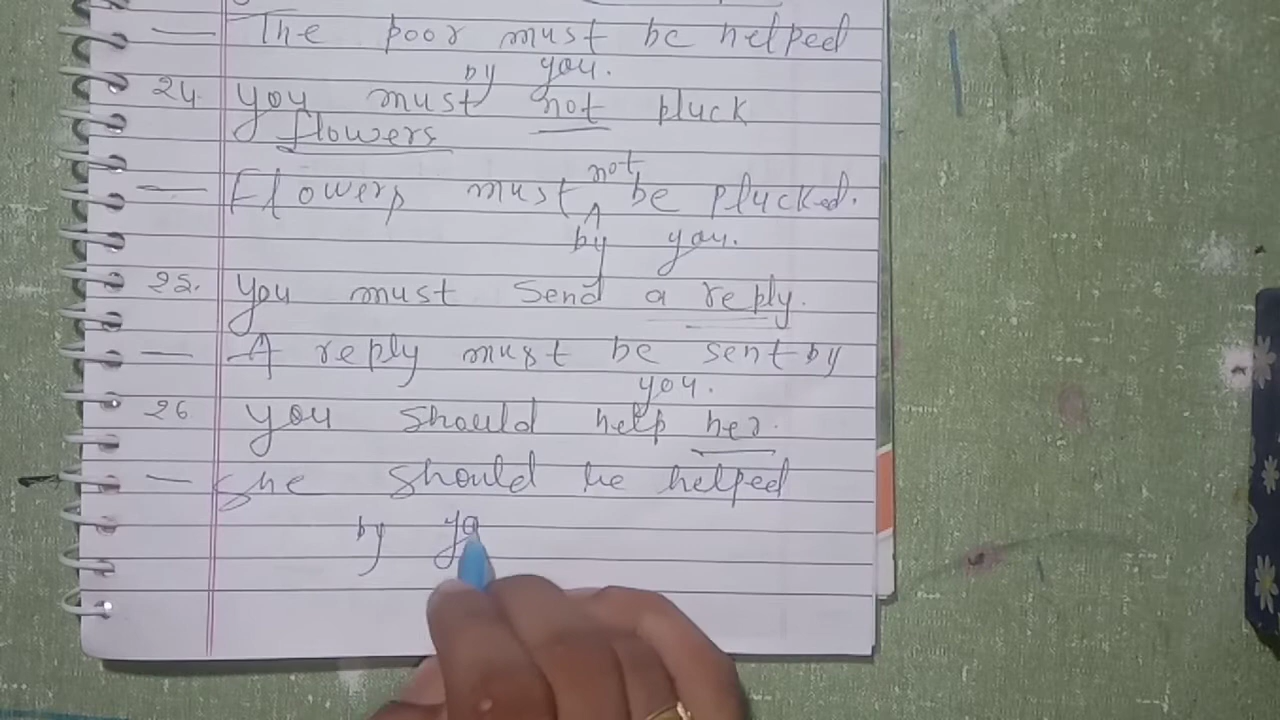 — The poor must be helped
by you.
24. you must not pluck
flowers
— Flowers must not be plucked.
by you.
25. you must send a reply.
— A reply must be sent by
you.
26 you should help her.
— She should be helped
by yo